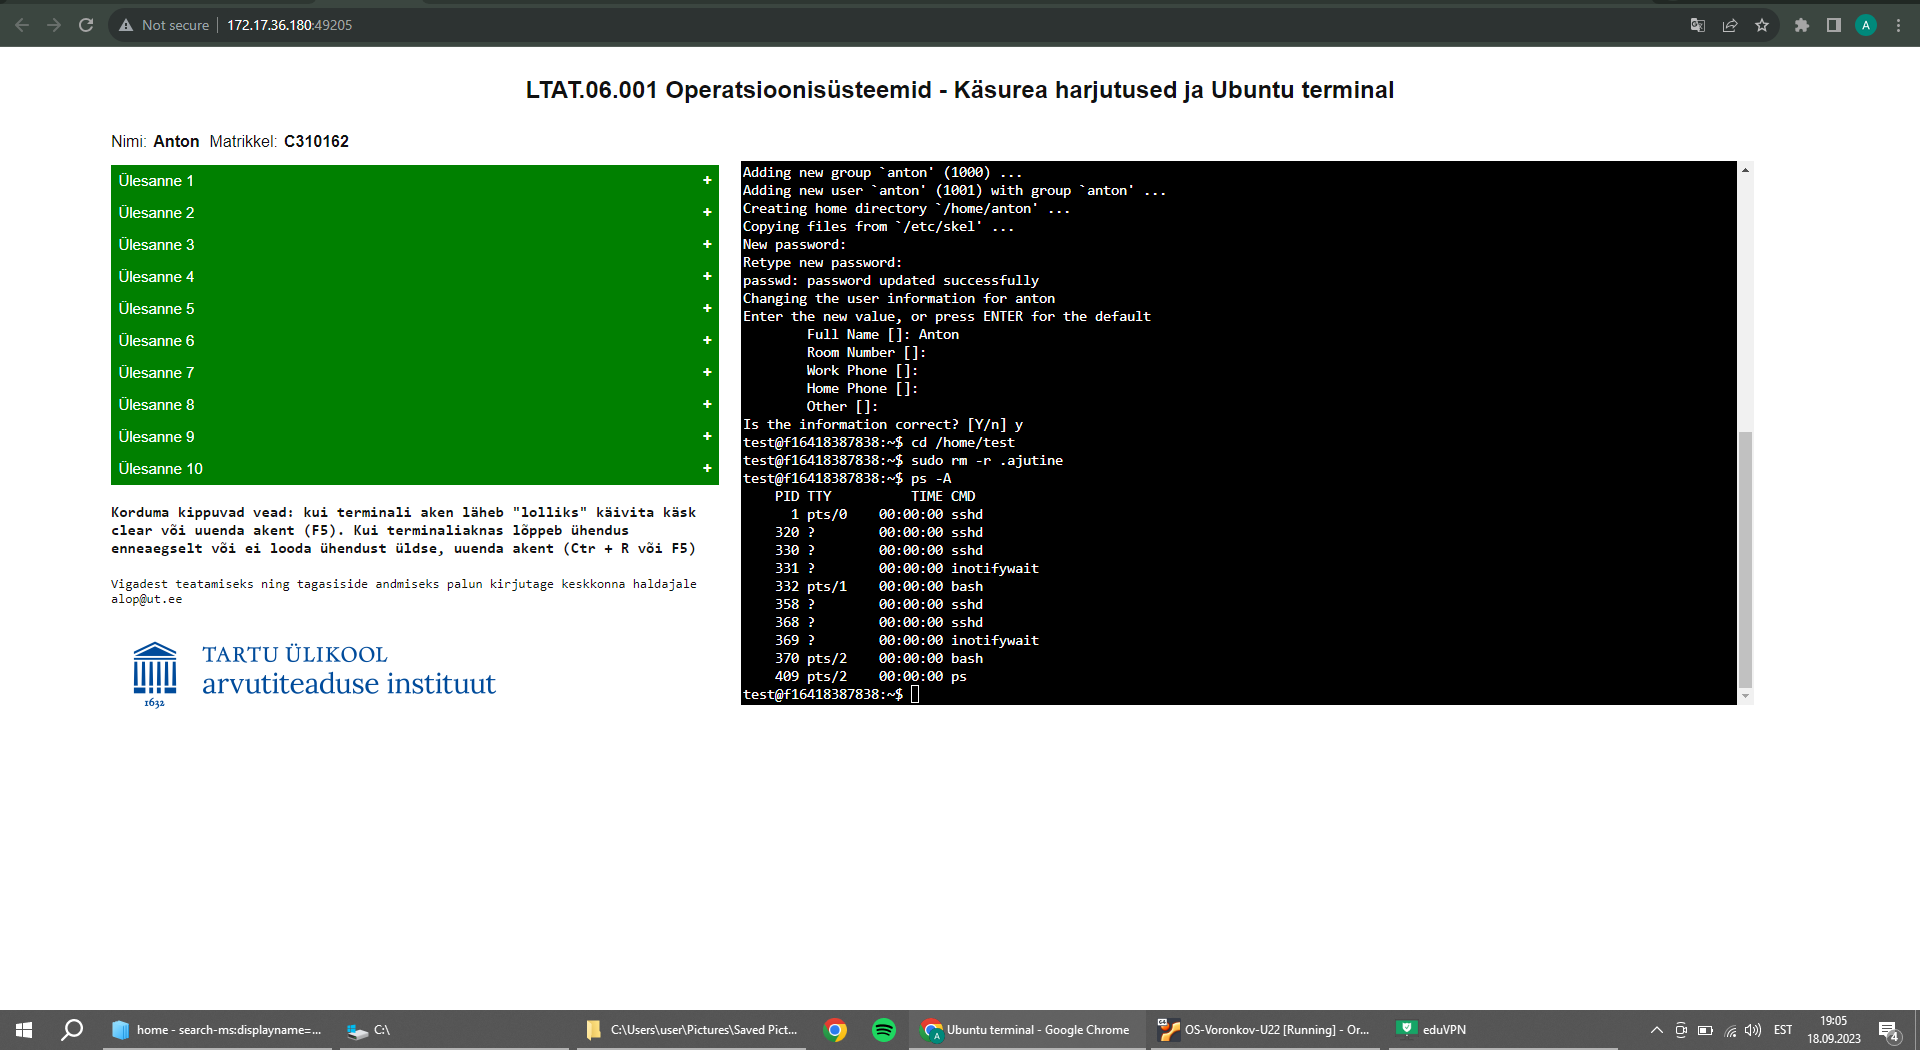 Not secure 172.17.36.180:49205
A
LTAT.06.001 Operatsioonisüsteemid - Käsurea harjutused ja Ubuntu terminal
Nimi: Anton Matrikkel: C310162
Ülesanne 1 +
Ülesanne 2 +
Ülesanne 3 +
Ülesanne 4 +
Ülesanne 5 +
Ülesanne 6 +
Ülesanne 7 +
Ülesanne 8 +
Ülesanne 9 +
Ülesanne 10 +
Korduma kippuvad vead: kui terminali aken läheb "lolliks" käivita käsk
clear või uuenda akent (F5). Kui terminaliaknas lõppeb ühendus
enneaegselt või ei looda ühendust üldse, uuenda akent (Ctr + R või F5)
Vigadest teatamiseks ning tagasiside andmiseks palun kirjutage keskkonna haldajale
alop@ut.ee
TARTU ÜLIKOOL
arvutiteaduse instituut
1632
Adding new group `anton' (1000) ...
Adding new user `anton' (1001) with group `anton' ...
Creating home directory `/home/anton' ...
Copying files from `/etc/skel' ...
New password:
Retype new password:
passwd: password updated successfully
Changing the user information for anton
Enter the new value, or press ENTER for the default
Full Name []: Anton
Room Number []:
Work Phone []:
Home Phone []:
Other []:
Is the information correct? [Y/n] y
test@f16418387838:~$ cd /home/test
test@f16418387838:~$ sudo rm -r .ajutine
test@f16418387838:~$ ps -A
PID TTY TIME CMD
1 pts/0 00:00:00 sshd
320 ? 00:00:00 sshd
330 ? 00:00:00 sshd
331 ? 00:00:00 inotifywait
332 pts/1 00:00:00 bash
358 ? 00:00:00 sshd
368 ? 00:00:00 sshd
369 ? 00:00:00 inotifywait
370 pts/2 00:00:00 bash
409 pts/2 00:00:00 ps
test@f16418387838:~$
home - search-ms:displayname=...
C:\
C:\Users\user\Pictures\Saved Pict...
Ubuntu terminal - Google Chrome
OS-Voronkov-U22 [Running] - Or...
eduVPN
EST
19:05
18.09.2023
4